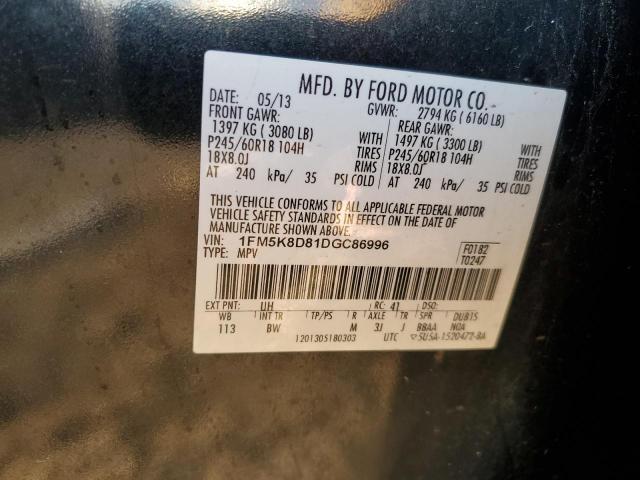 MFD. BY FORD MOTOR CO.
DATE: 05/13 GVWR: 2794 KG ( 6160 LB)
FRONT GAWR: REAR GAWR:
1397 KG ( 3080 LB) WITH 1497 KG ( 3300 LB) WITH
P245/60R18 104H TIRES P245/60R18 104H TIRES
18X8.0J RIMS 18X8.0J RIMS
AT 240 kPa/ 35 PSI COLD AT 240 kPa/ 35 PSI COLD
THIS VEHICLE CONFORMS TO ALL APPLICABLE FEDERAL MOTOR
VEHICLE SAFETY STANDARDS IN EFFECT ON THE DATE OF
MANUFACTURE SHOWN ABOVE.
VIN: 1FM5K8D81DGC86996 F0182
TYPE: MPV T0247
EXT PNT: UH RC: 41 DSO:
WB INT TR TP/PS R AXLE TR SPR DUB15
113 BW M 3J J BBAA NOA
1201305180303 UTC 5U5A-1520472-BA